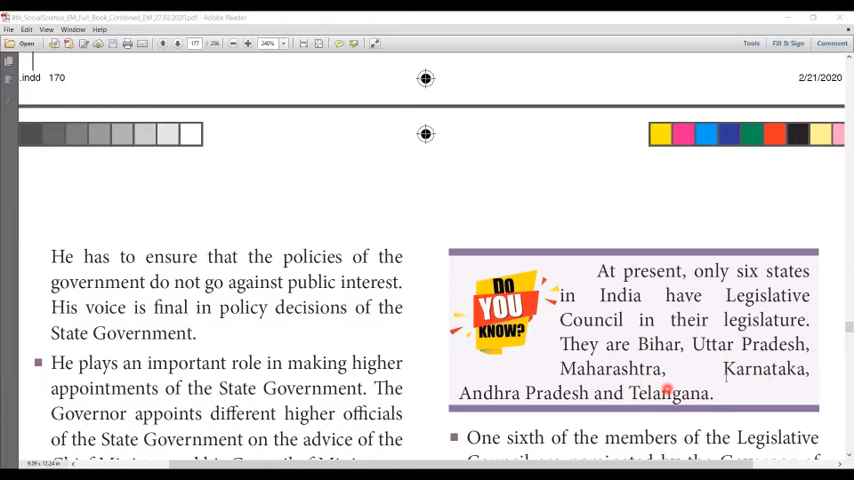 8th_SocialScience_EM_Full_Book_Combined_EM_27.02.2020.pdf - Adobe Reader
File Edit View Window Help
Open 177 / 256 240% Tools Fill & Sign Comment
.indd 170 2/21/2020
He has to ensure that the policies of the
government do not go against public interest.
His voice is final in policy decisions of the
State Government.
He plays an important role in making higher
appointments of the State Government. The
Governor appoints different higher officials
of the State Government on the advice of the
DO
YOU
KNOW?
At present, only six states
in India have Legislative
Council in their legislature.
They are Bihar, Uttar Pradesh,
Maharashtra, Karnataka,
Andhra Pradesh and Telangana.
One sixth of the members of the Legislative
9.09 x 12.24 in